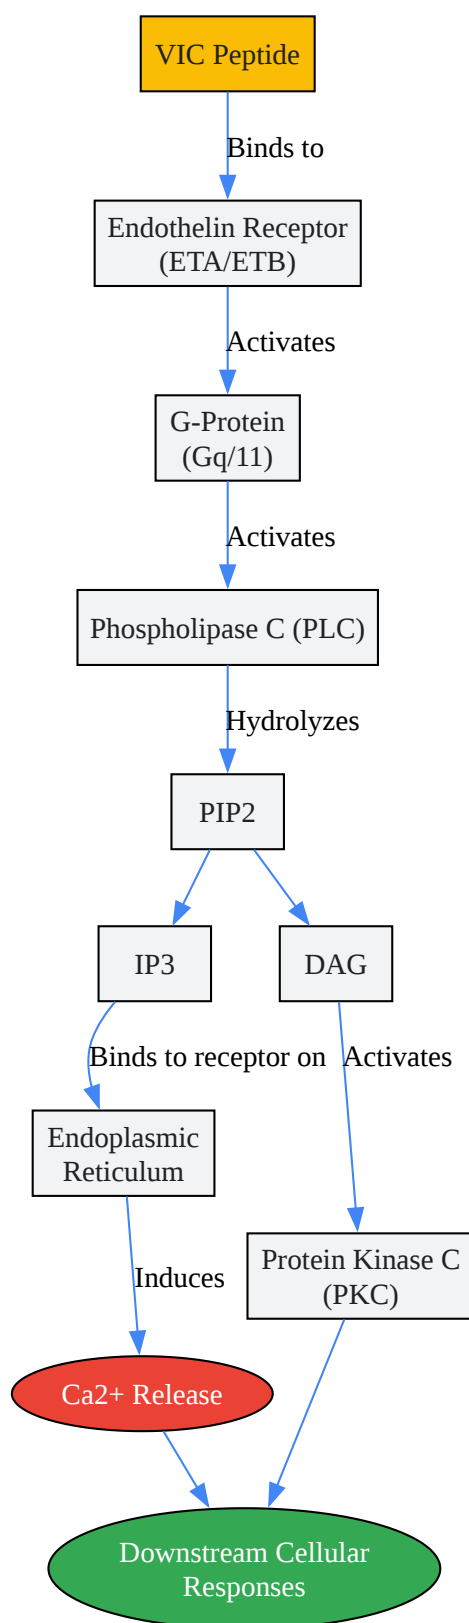 VIC Peptide
Binds to
Endothelin Receptor
(ETA/ETB)
Activates
G-Protein
(Gq/11)
Activates
Phospholipase C (PLC)
Hydrolyzes
PIP2
IP3
DAG
Binds to receptor on
Activates
Endoplasmic
Reticulum
Protein Kinase C
(PKC)
Induces
Ca2+ Release
Downstream Cellular
Responses